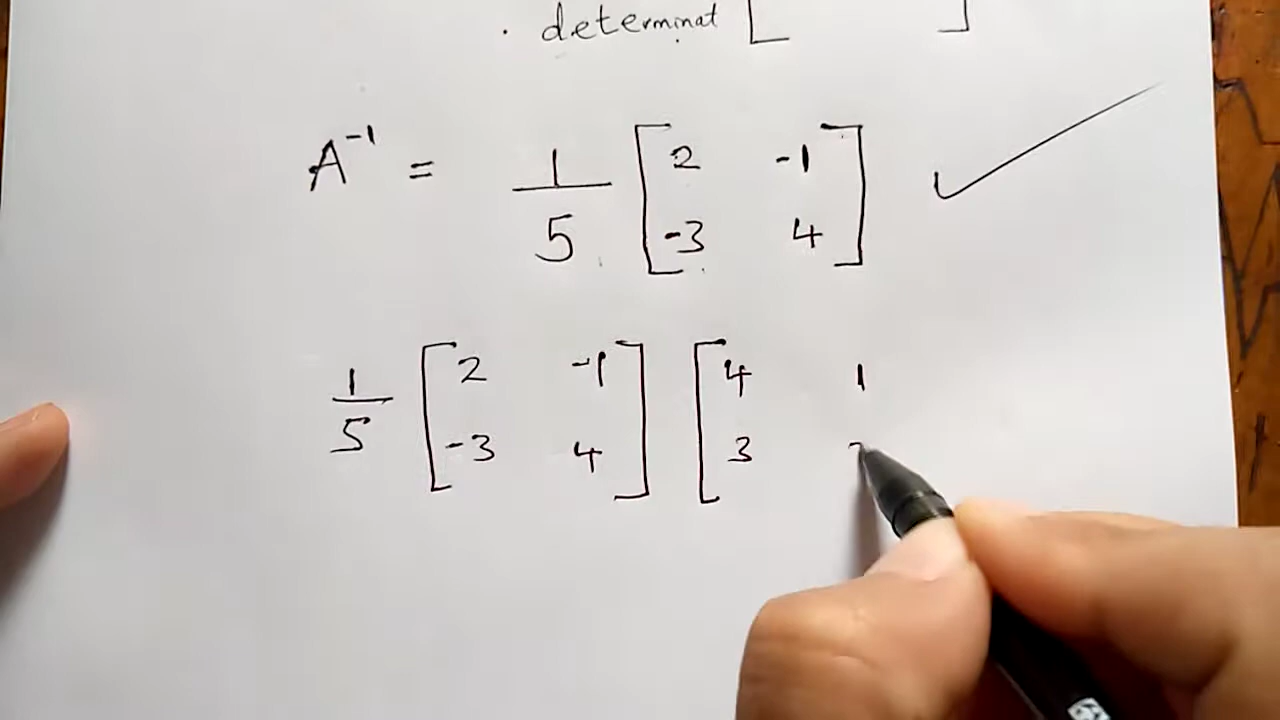 · determinat [ ]
A⁻¹ = 1/5 [2 -1
-3 4] ✓
1/5 [2 -1] [4 1
-3 4] [3